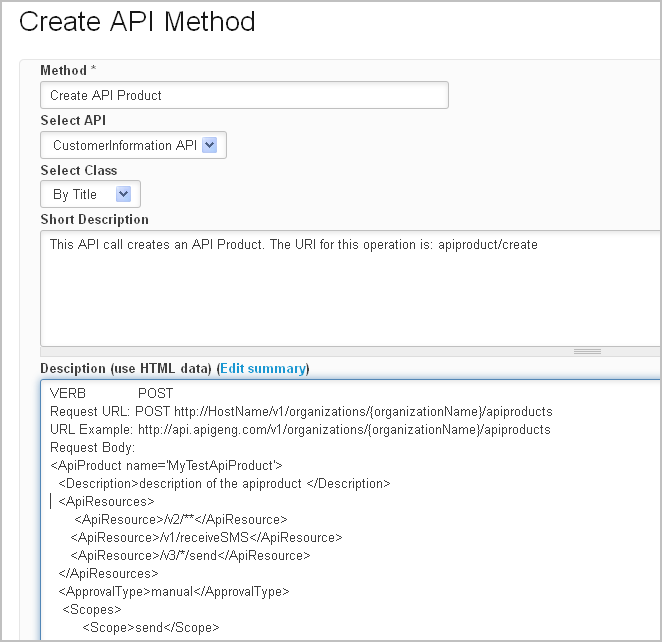 Create API Method
Method *
Create API Product
Select API
CustomerInformation API
Select Class
By Title
Short Description
This API call creates an API Product. The URI for this operation is: apiproduct/create
Desciption (use HTML data) (Edit summary)
VERB POST
Request URL: POST http://HostName/v1/organizations/{organizationName}/apiproducts
URL Example: http://api.apigeng.com/v1/organizations/{organizationName}/apiproducts
Request Body:
<ApiProduct name='MyTestApiProduct'>
<Description>description of the apiproduct </Description>
<ApiResources>
<ApiResource>/v2/**</ApiResource>
<ApiResource>/v1/receiveSMS</ApiResource>
<ApiResource>/v3/*/send</ApiResource>
</ApiResources>
<ApprovalType>manual</ApprovalType>
<Scopes>
<Scope>send</Scope>